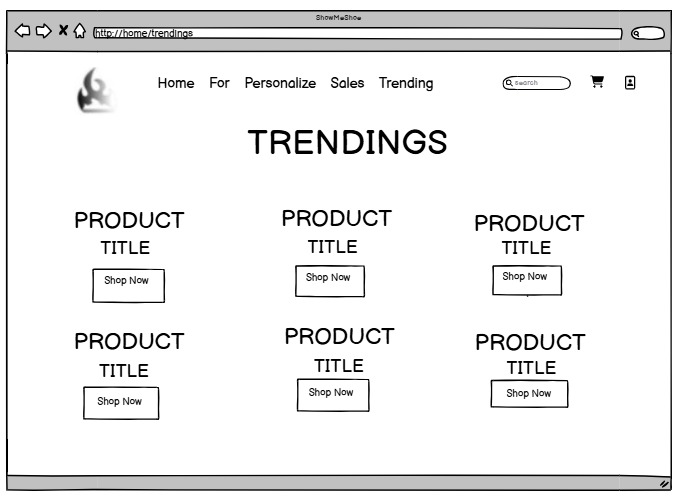 ShowMeShoe
http://home/trendings
Home For Personalize Sales Trending search
TRENDINGS
PRODUCT PRODUCT PRODUCT
TITLE TITLE TITLE
Shop Now Shop Now Shop Now
PRODUCT PRODUCT PRODUCT
TITLE TITLE TITLE
Shop Now Shop Now Shop Now